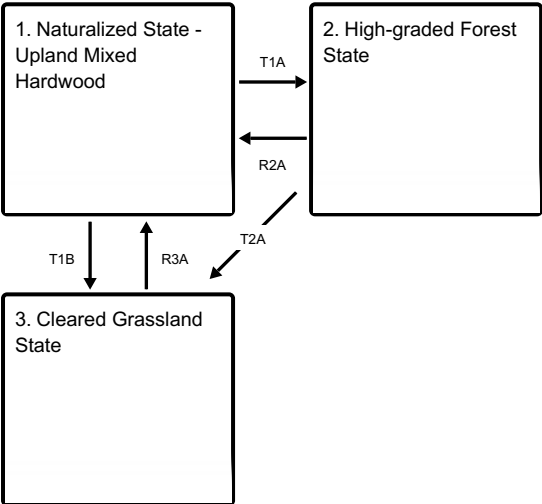 1. Naturalized State -
Upland Mixed
Hardwood
T1A
2. High-graded Forest
State
R2A
T2A
T1B
R3A
3. Cleared Grassland
State